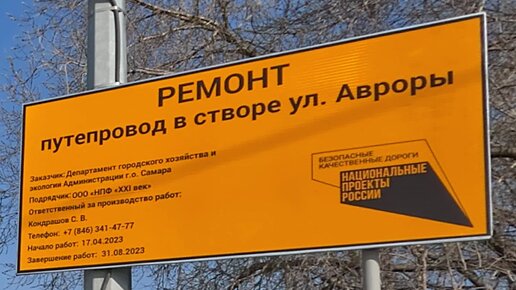 РЕМОНТ
путепровод в створе ул. Авроры
Заказчик: Департамент городского хозяйства и
экологии Администрации г.о. Самара
Подрядчик: ООО «НПФ «XXI век»
Ответственный за производство работ:
Кондрашов С. В.
Телефон: +7 (846) 341-47-77
Начало работ: 17.04.2023
Завершение работ: 31.08.2023
БЕЗОПАСНЫЕ
КАЧЕСТВЕННЫЕ ДОРОГИ
НАЦИОНАЛЬНЫЕ
ПРОЕКТЫ
РОССИИ